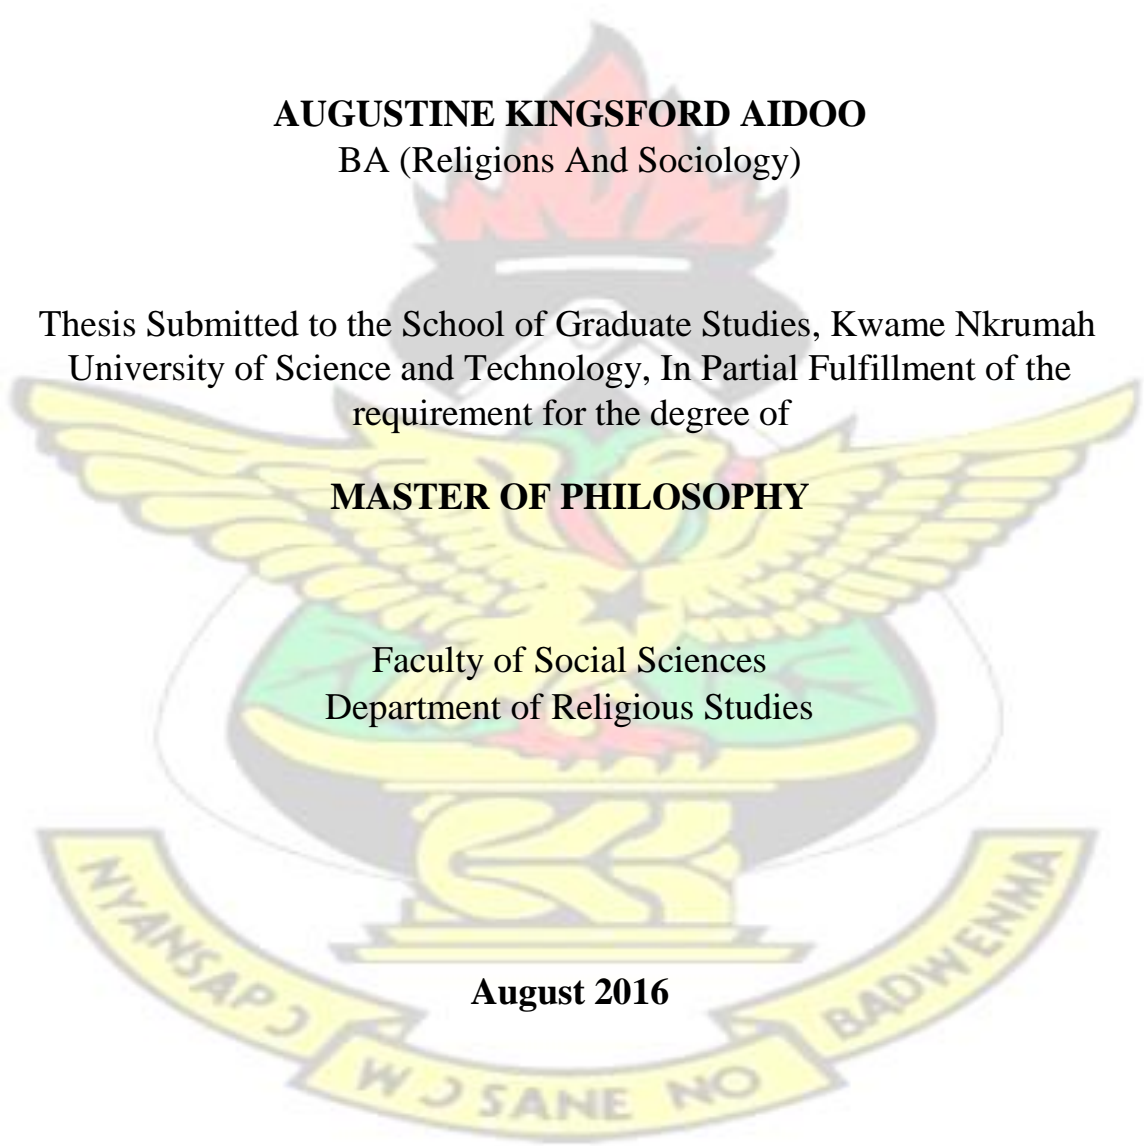 AUGUSTINE KINGSFORD AIDOO
BA (Religions And Sociology)
Thesis Submitted to the School of Graduate Studies, Kwame Nkrumah
University of Science and Technology, In Partial Fulfillment of the
requirement for the degree of
MASTER OF PHILOSOPHY
Faculty of Social Sciences
Department of Religious Studies
August 2016
NYANSAPƆ
WƆSANE NO
BADWENMA